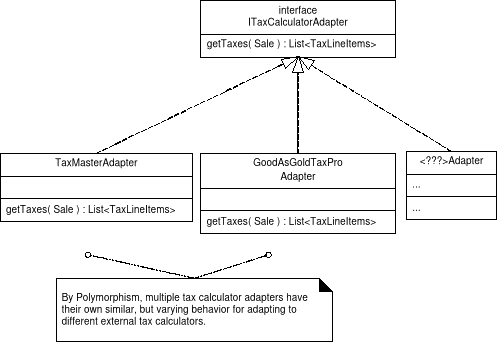 interface
ITaxCalculatorAdapter
getTaxes( Sale ) : List<TaxLineItems>
TaxMasterAdapter
getTaxes( Sale ) : List<TaxLineItems>
GoodAsGoldTaxPro
Adapter
getTaxes( Sale ) : List<TaxLineItems>
<???>Adapter
...
...
By Polymorphism, multiple tax calculator adapters have
their own similar, but varying behavior for adapting to
different external tax calculators.